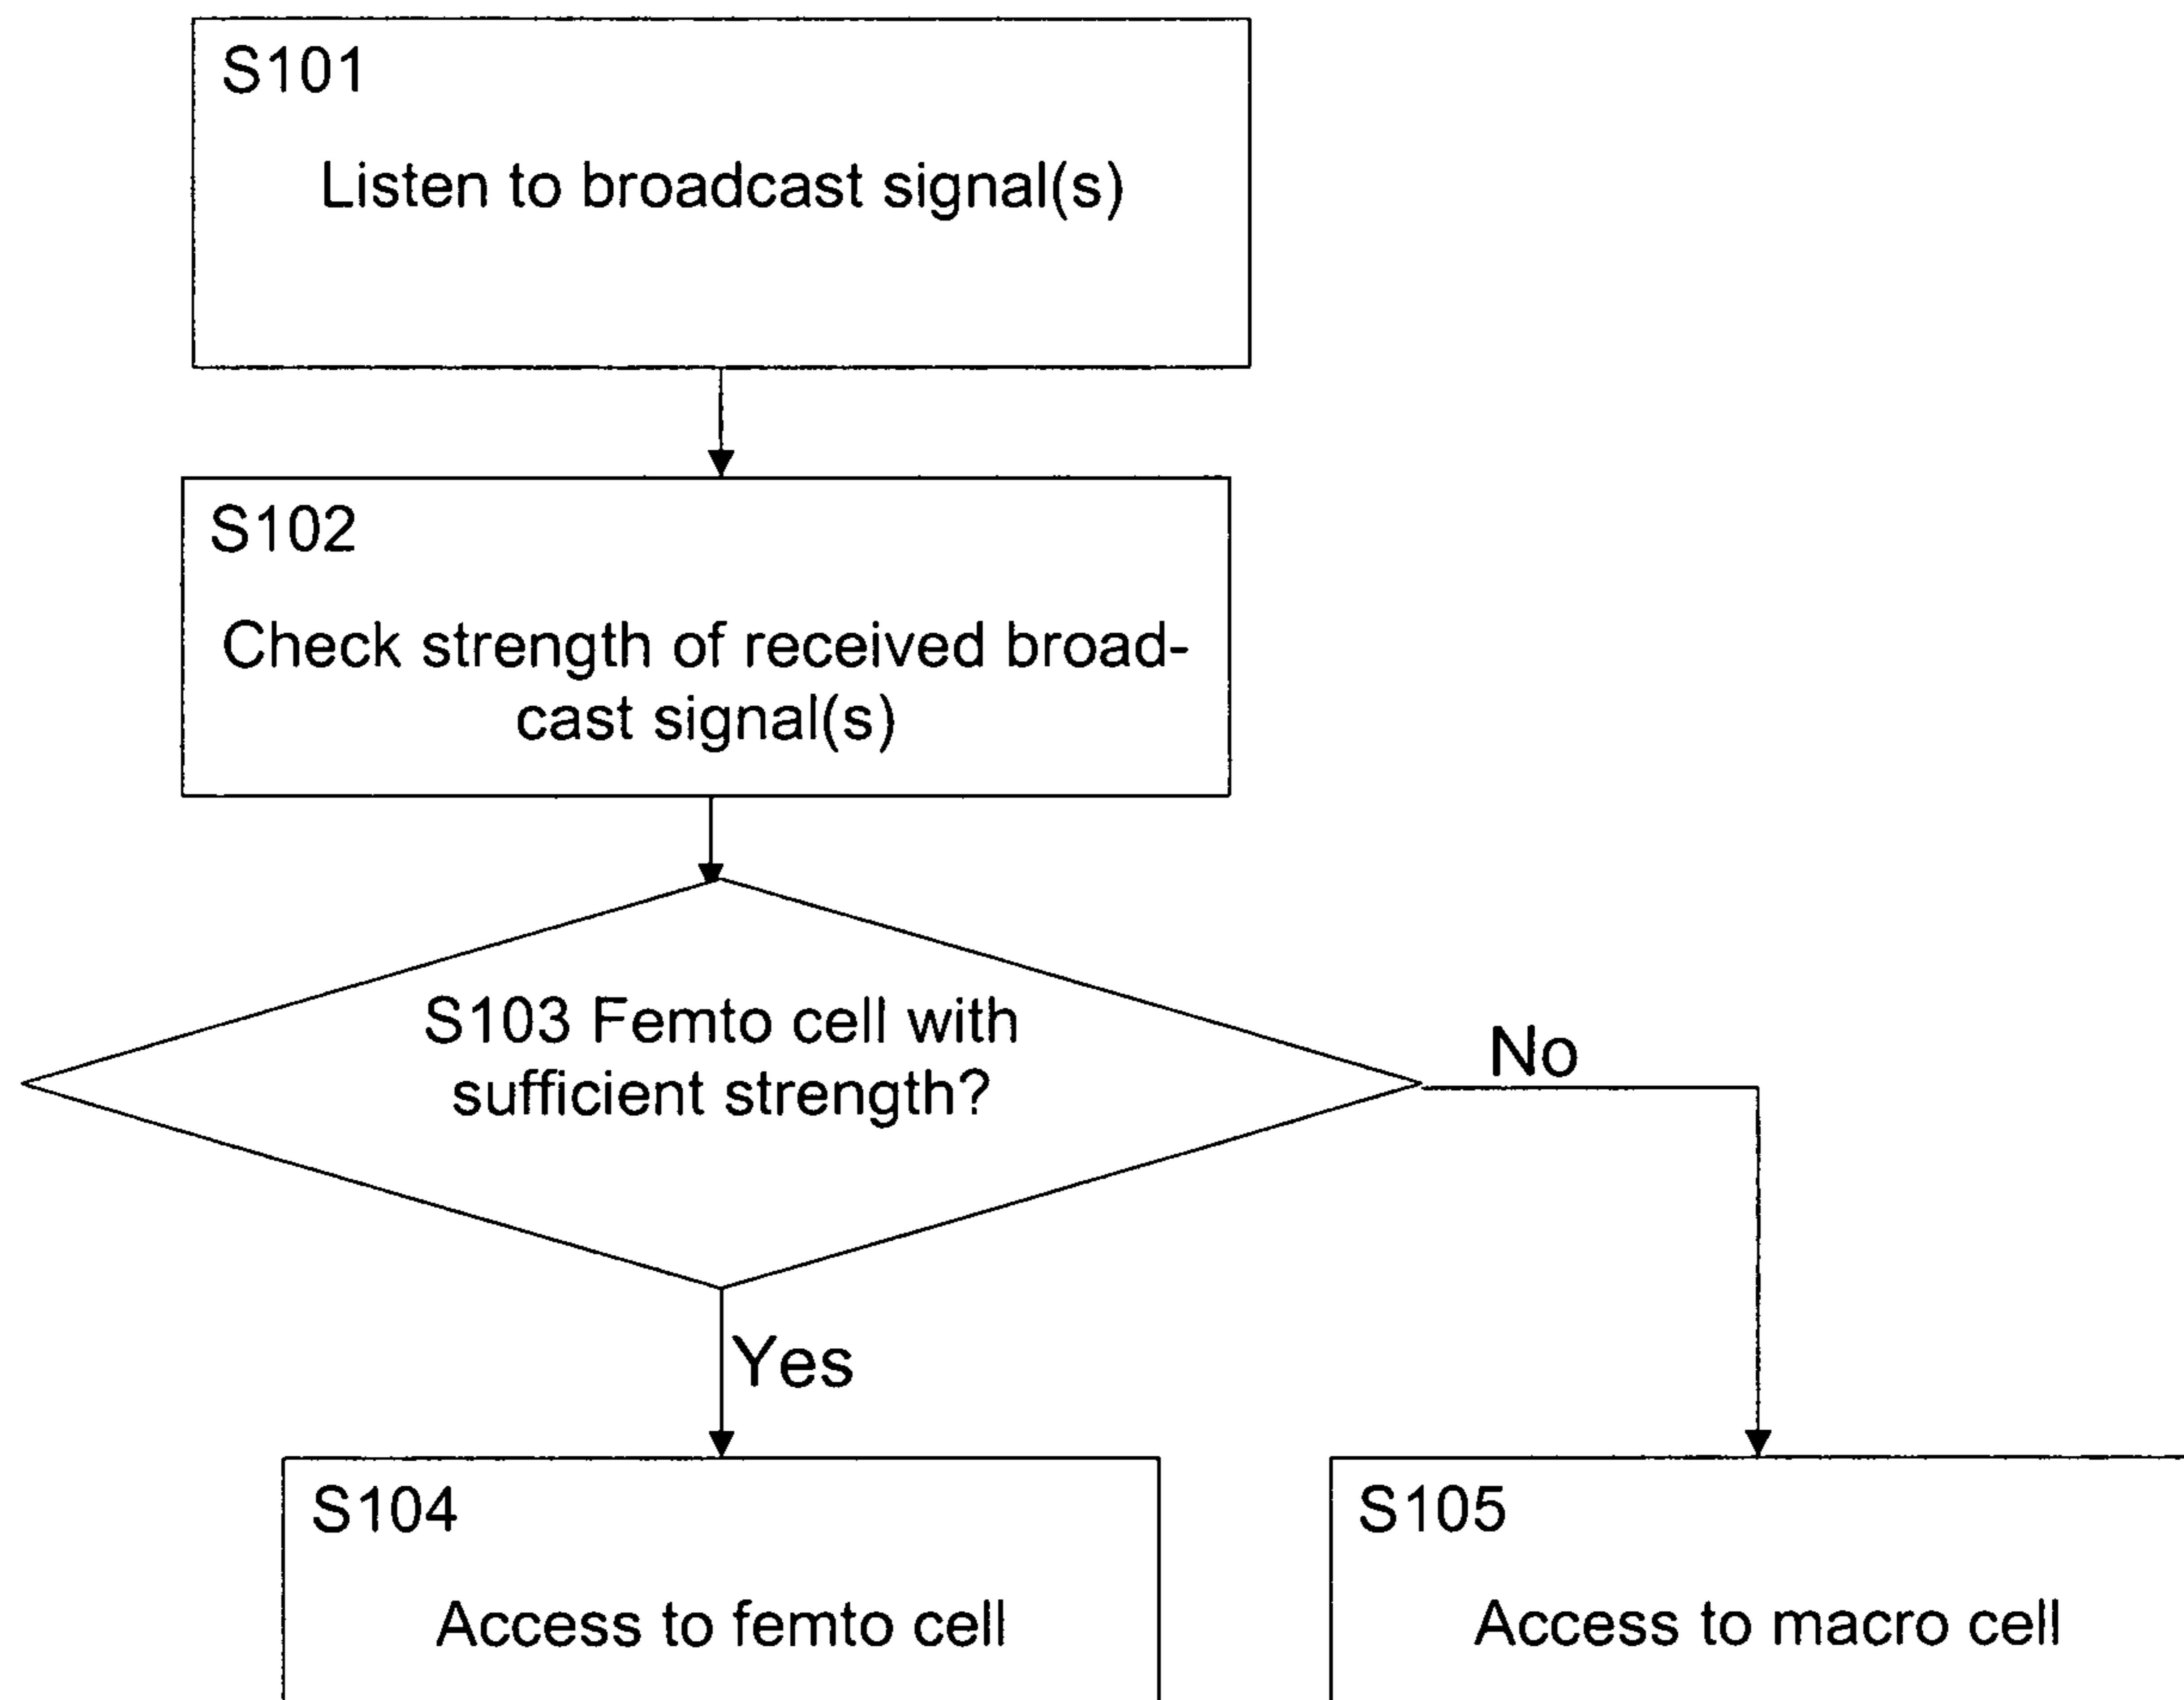 S101
Listen to broadcast signal(s)
S102
Check strength of received broad-
cast signal(s)
S103 Femto cell with
sufficient strength?
No
Yes
S104
Access to femto cell
S105
Access to macro cell